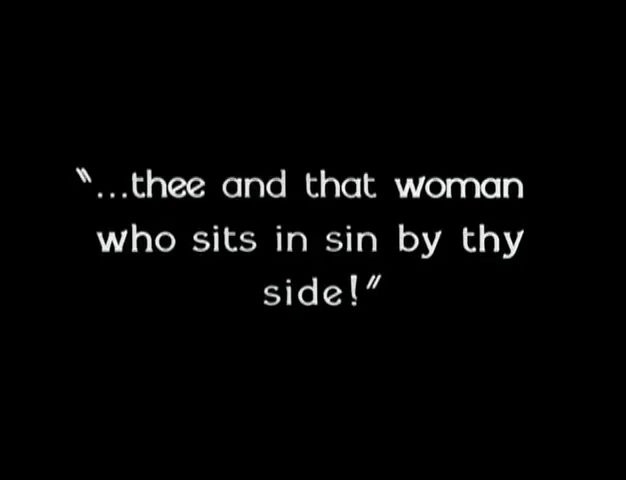 "...thee and that woman
who sits in sin by thy
side!"